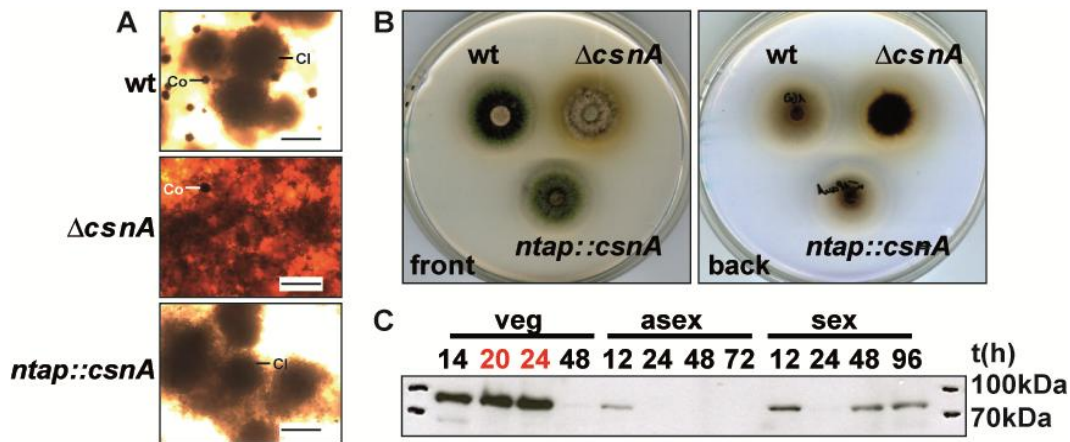 A
wt
Co
Cl
ΔcsnA
Co
ntap::csnA
Cl
B
wt
ΔcsnA
ntap::csnA
front
wt
ΔcsnA
ntap::csnA
back
C
veg
asex
sex
14 20 24 48 12 24 48 72 12 24 48 96 t(h)
100kDa
70kDa